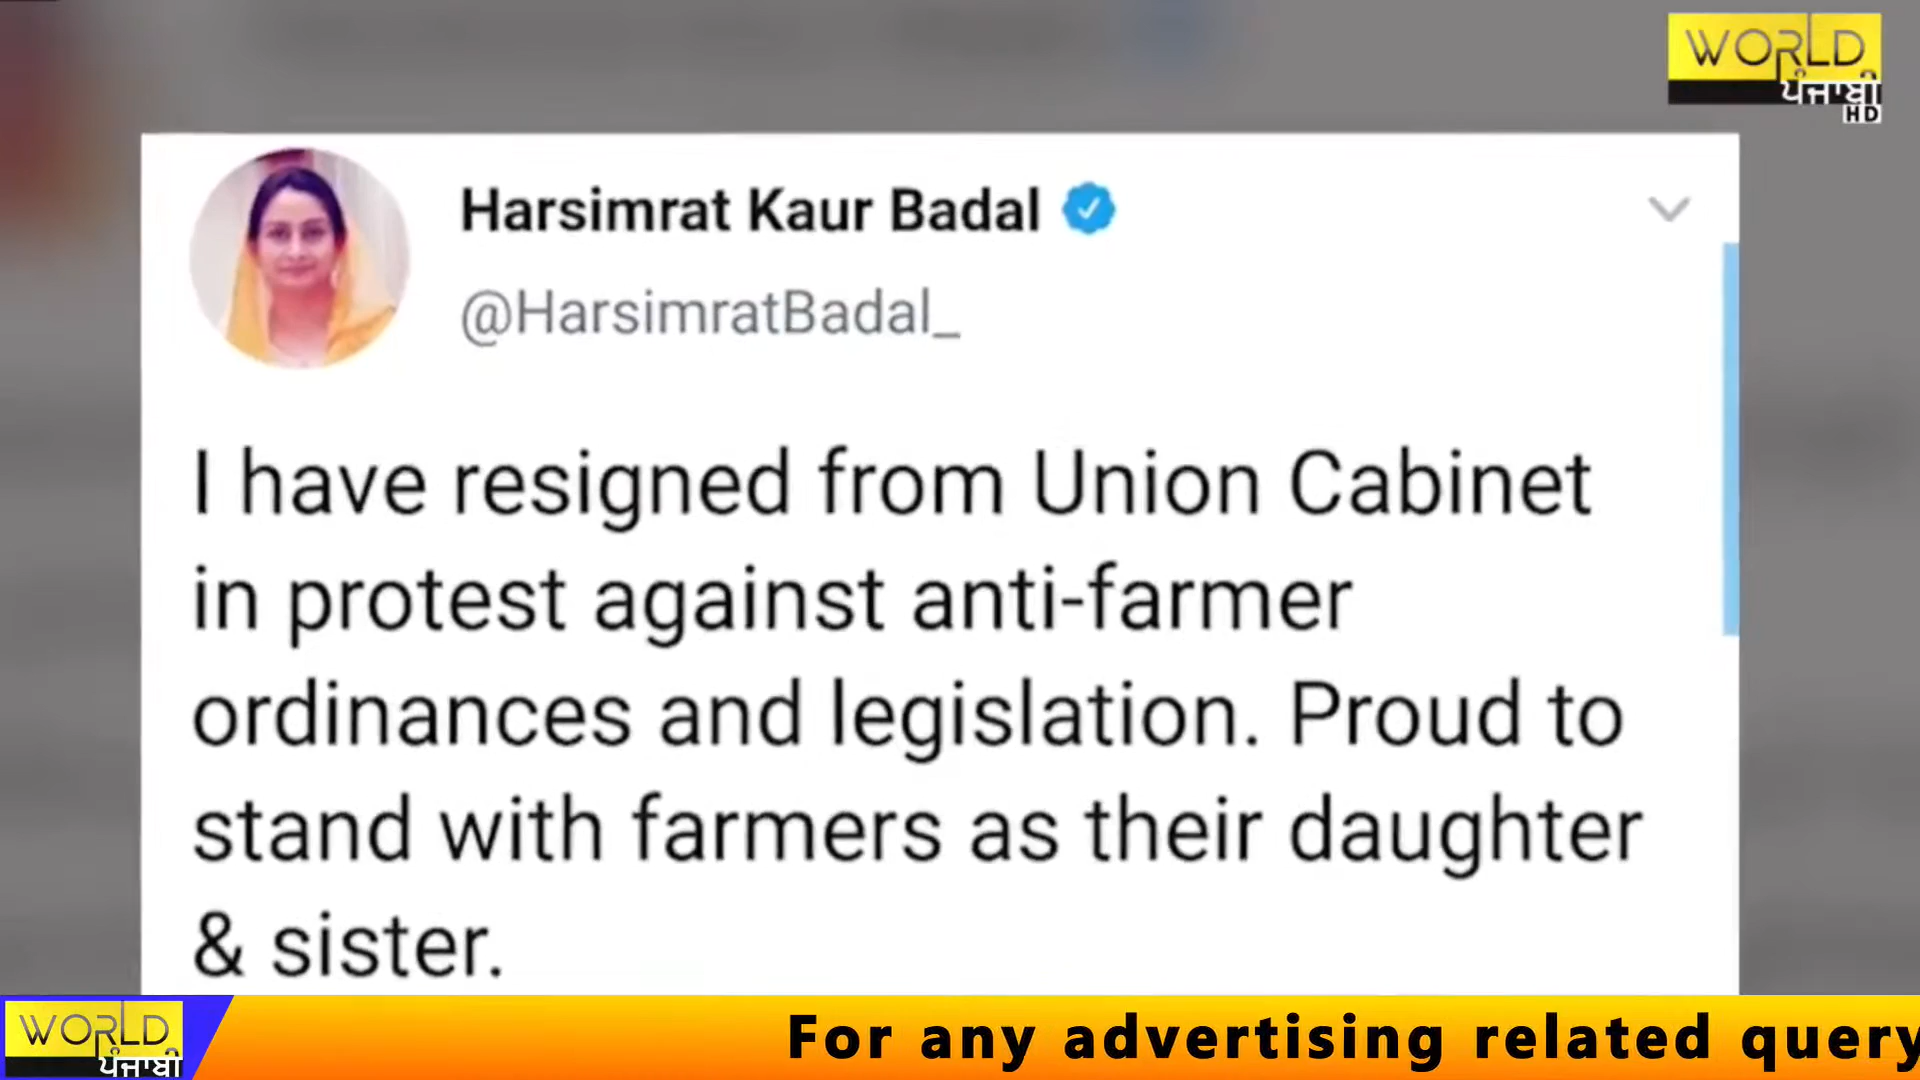 WORLD
ਪੰਜਾਬੀ
HD
Harsimrat Kaur Badal
@HarsimratBadal_
I have resigned from Union Cabinet
in protest against anti-farmer
ordinances and legislation. Proud to
stand with farmers as their daughter
& sister.
WORLD
ਪੰਜਾਬੀ
For any advertising related query